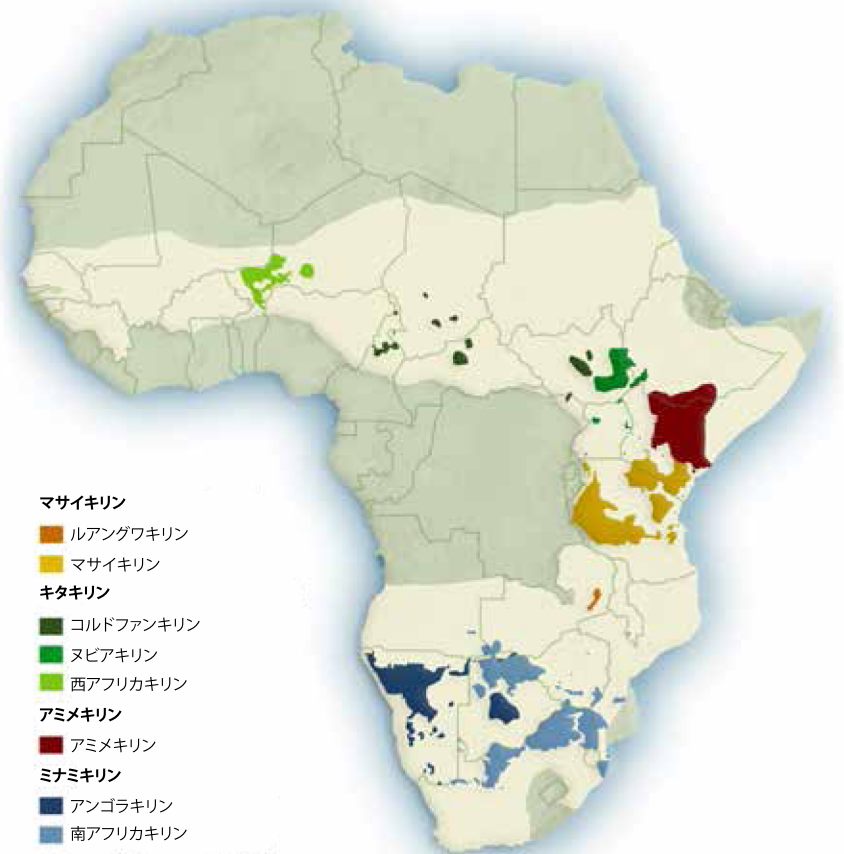 マサイキリン
ルアングワキリン
マサイキリン
キタキリン
コルドファンキリン
ヌビアキリン
西アフリカキリン
アミメキリン
アミメキリン
ミナミキリン
アンゴラキリン
南アフリカキリン